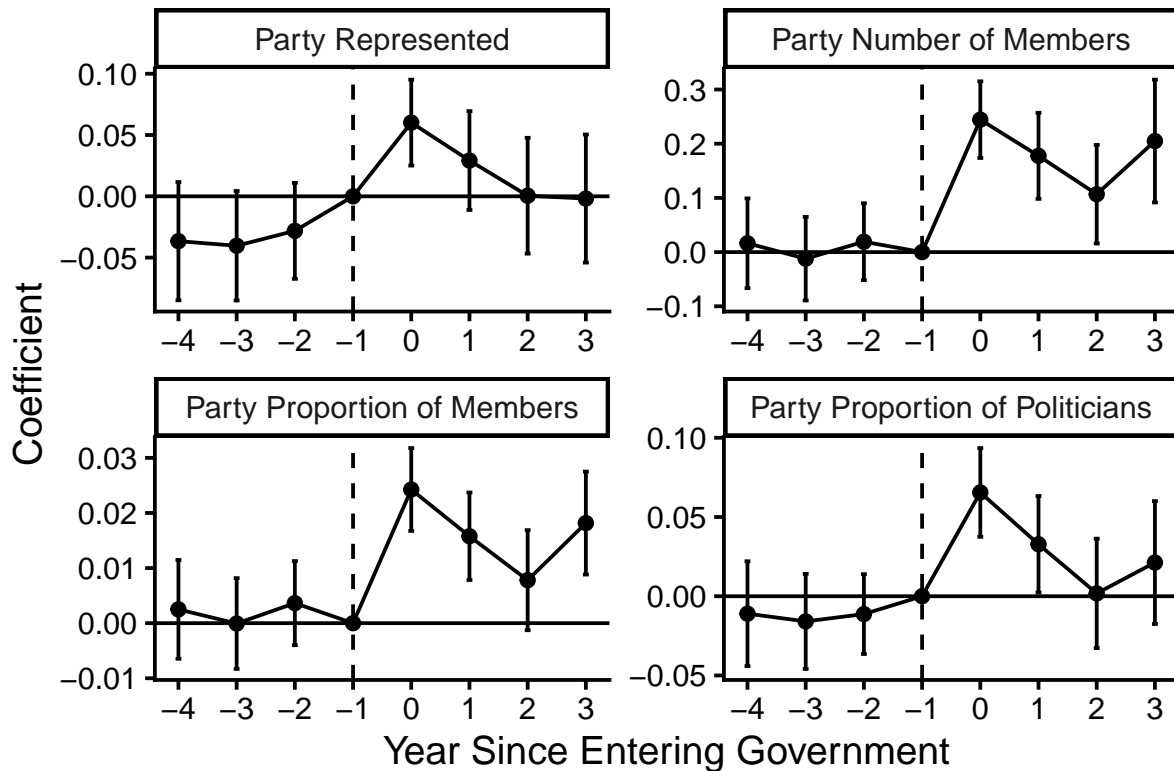 Party Represented
Party Number of Members
0.10
0.05
0.00
−0.05
0.3
0.2
0.1
0.0
−0.1
−4 −3 −2 −1 0 1 2 3
−4 −3 −2 −1 0 1 2 3
Coefficient
Party Proportion of Members
Party Proportion of Politicians
0.03
0.02
0.01
0.00
−0.01
0.10
0.05
0.00
−0.05
−4 −3 −2 −1 0 1 2 3
−4 −3 −2 −1 0 1 2 3
Year Since Entering Government